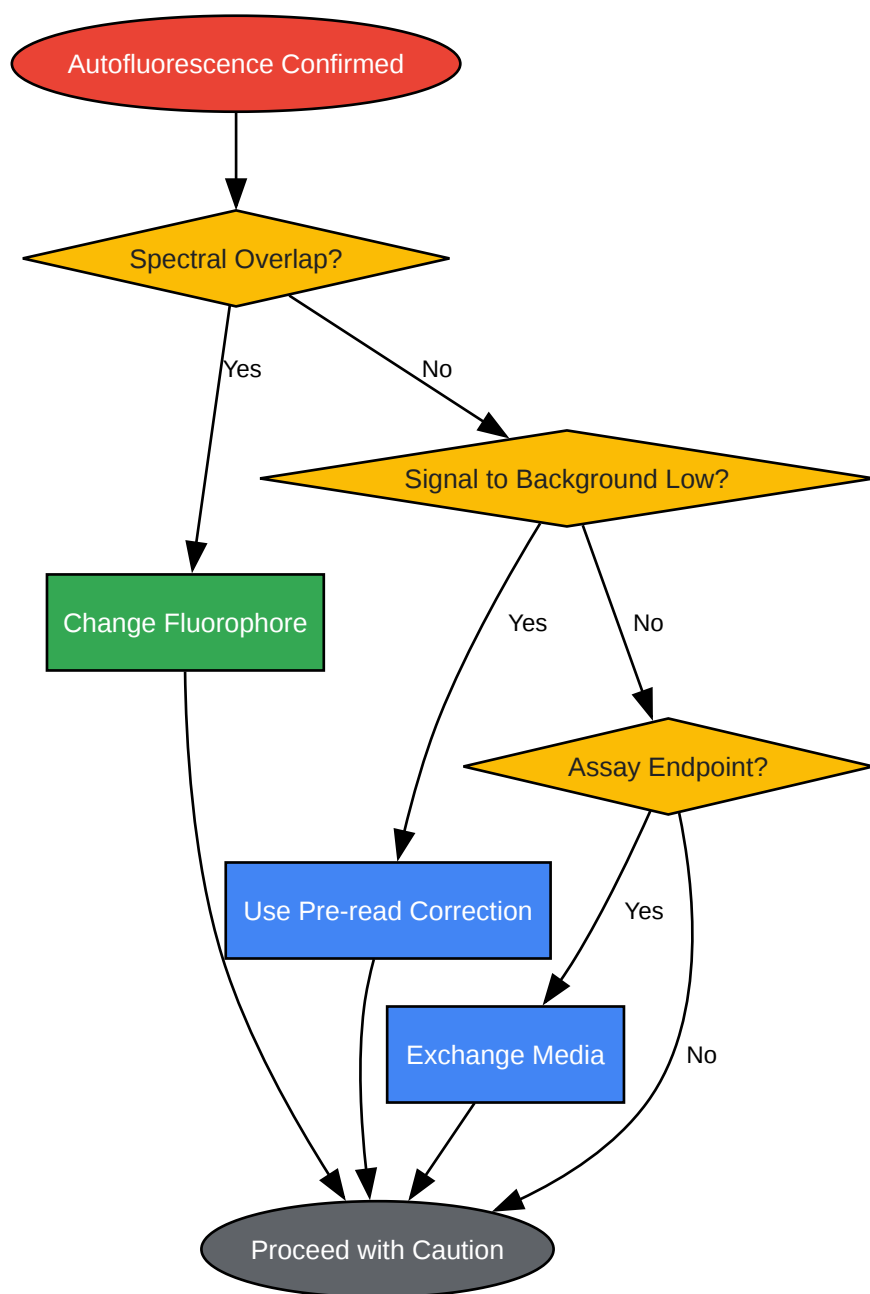 Autofluorescence Confirmed
Spectral Overlap?
Yes
No
Signal to Background Low?
Change Fluorophore
Yes
No
Assay Endpoint?
Use Pre-read Correction
Yes
Exchange Media
No
Proceed with Caution